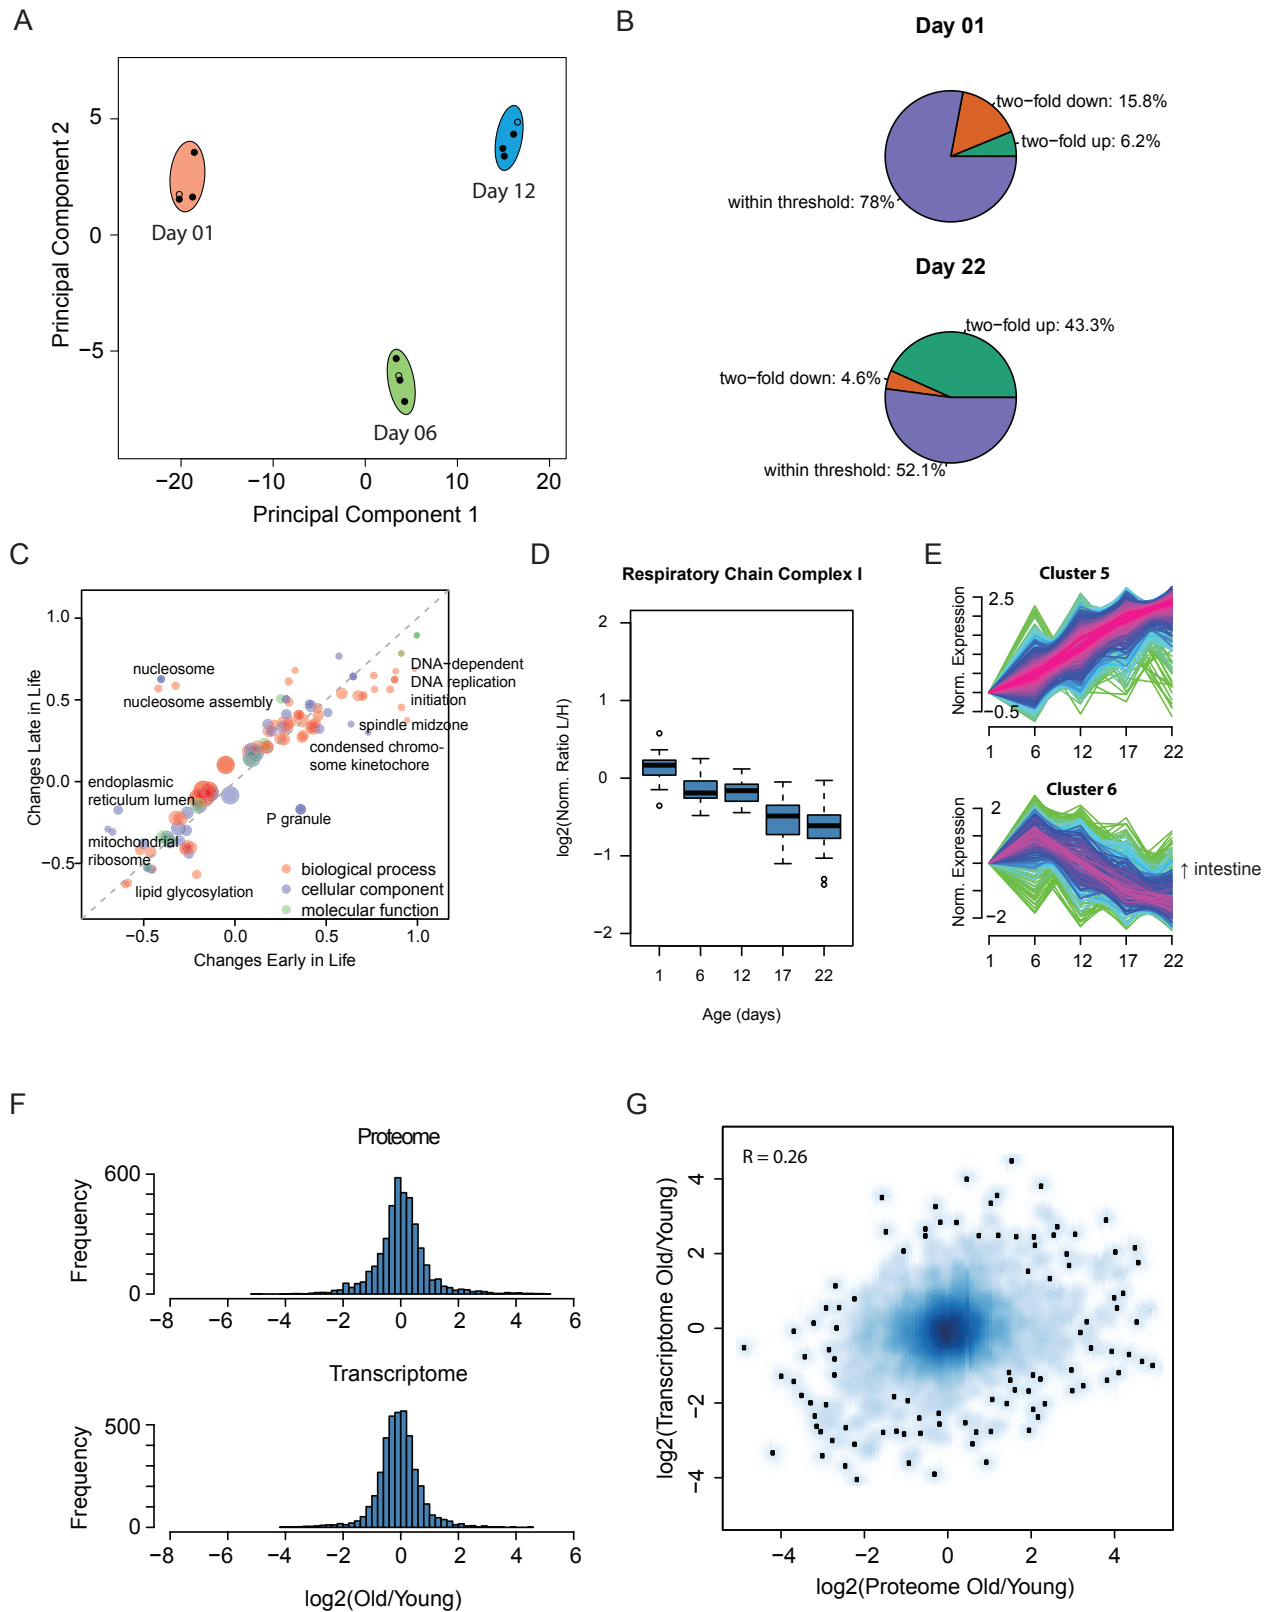 A
Principal Component 2
5
0
−5
Day 01
Day 12
Day 06
−20
−10
0
10
20
Principal Component 1
B
Day 01
two−fold down: 15.8%
two−fold up: 6.2%
within threshold: 78%
Day 22
two−fold up: 43.3%
two−fold down: 4.6%
within threshold: 52.1%
C
Changes Late in Life
1.0
0.5
0.0
−0.5
nucleosome
nucleosome assembly
DNA−dependent
DNA replication
initiation
spindle midzone
condensed chromo-
some kinetochore
endoplasmic
reticulum lumen
P granule
mitochondrial
ribosome
lipid glycosylation
biological process
cellular component
molecular function
−0.5
0.0
0.5
1.0
Changes Early in Life
D
Respiratory Chain Complex I
log2(Norm. Ratio L/H)
2
1
0
−1
−2
1
6
12
17
22
Age (days)
E
Cluster 5
Norm. Expression
2.5
−0.5
1
6
12
17
22
Cluster 6
Norm. Expression
2
−2
↑ intestine
1
6
12
17
22
F
Proteome
Frequency
600
0
−8
−6
−4
−2
0
2
4
6
Transcriptome
Frequency
500
0
−8
−6
−4
−2
0
2
4
6
log2(Old/Young)
G
R = 0.26
log2(Transcriptome Old/Young)
4
2
0
−2
−4
−4
−2
0
2
4
log2(Proteome Old/Young)